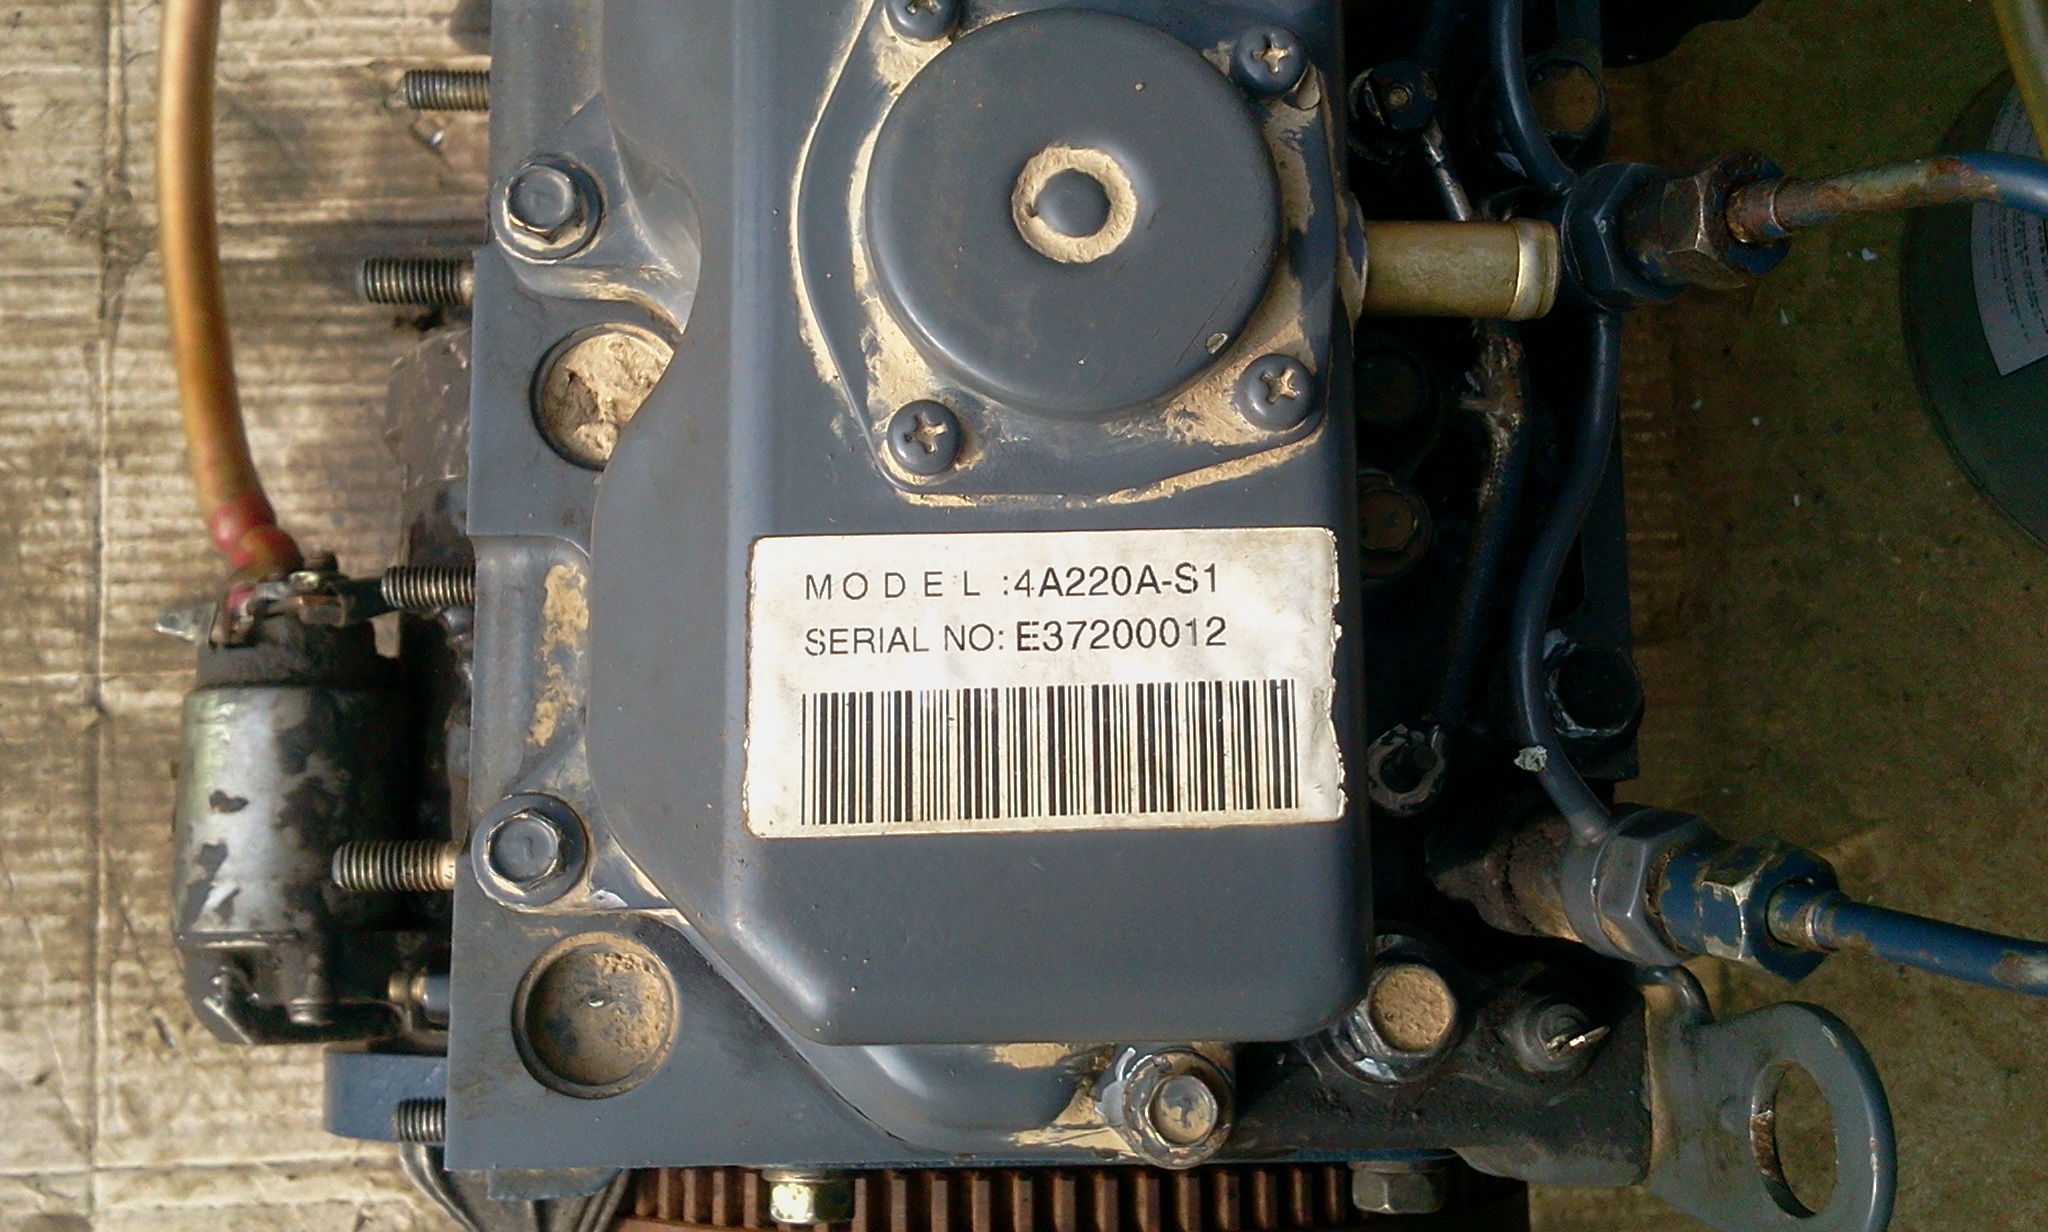 MODEL :4A220A-S1
SERIAL NO: E37200012